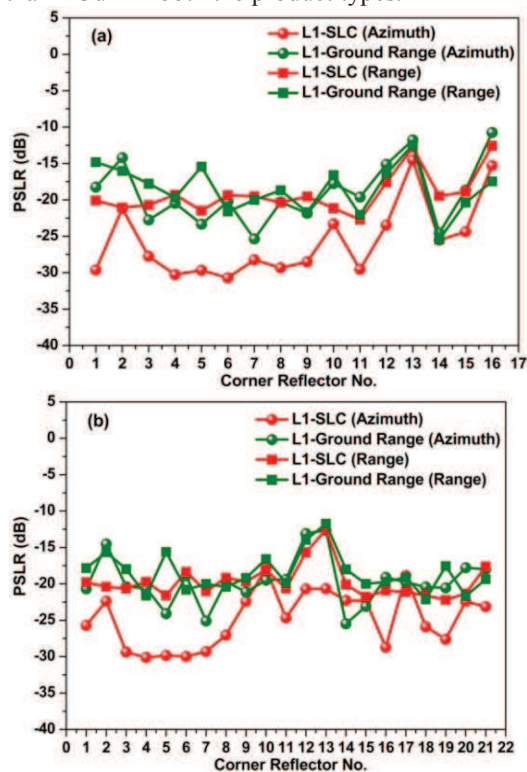 (a)
L1-SLC (Azimuth)
L1-Ground Range (Azimuth)
L1-SLC (Range)
L1-Ground Range (Range)
5
0
-5
-10
-15
-20
-25
-30
-35
-40
PSLR (dB)
0 1 2 3 4 5 6 7 8 9 10 11 12 13 14 15 16 17
Corner Reflector No.
(b)
L1-SLC (Azimuth)
L1-Ground Range (Azimuth)
L1-SLC (Range)
L1-Ground Range (Range)
5
0
-5
-10
-15
-20
-25
-30
-35
-40
PSLR (dB)
0 1 2 3 4 5 6 7 8 9 10 11 12 13 14 15 16 17 18 19 20 21 22
Corner Reflector No.